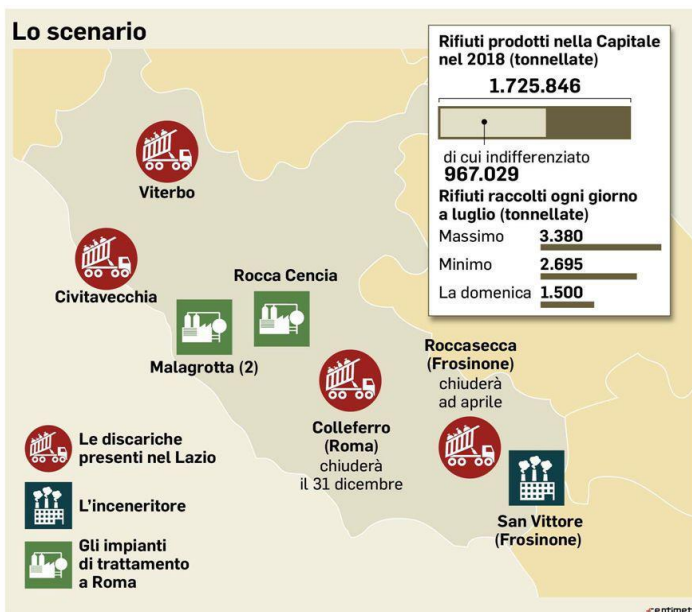 Lo scenario
Rifiuti prodotti nella Capitale
nel 2018 (tonnellate)
1.725.846
di cui indifferenziato
967.029
Rifiuti raccolti ogni giorno
a luglio (tonnellate)
Massimo 3.380
Minimo 2.695
La domenica 1.500
Viterbo
Civitavecchia
Rocca Cencia
Malagrotta (2)
Colleferro
(Roma)
chiuderà
il 31 dicembre
Roccasecca
(Frosinone)
chiuderà
ad aprile
San Vittore
(Frosinone)
Le discariche
presenti nel Lazio
L'inceneritore
Gli impianti
di trattamento
a Roma